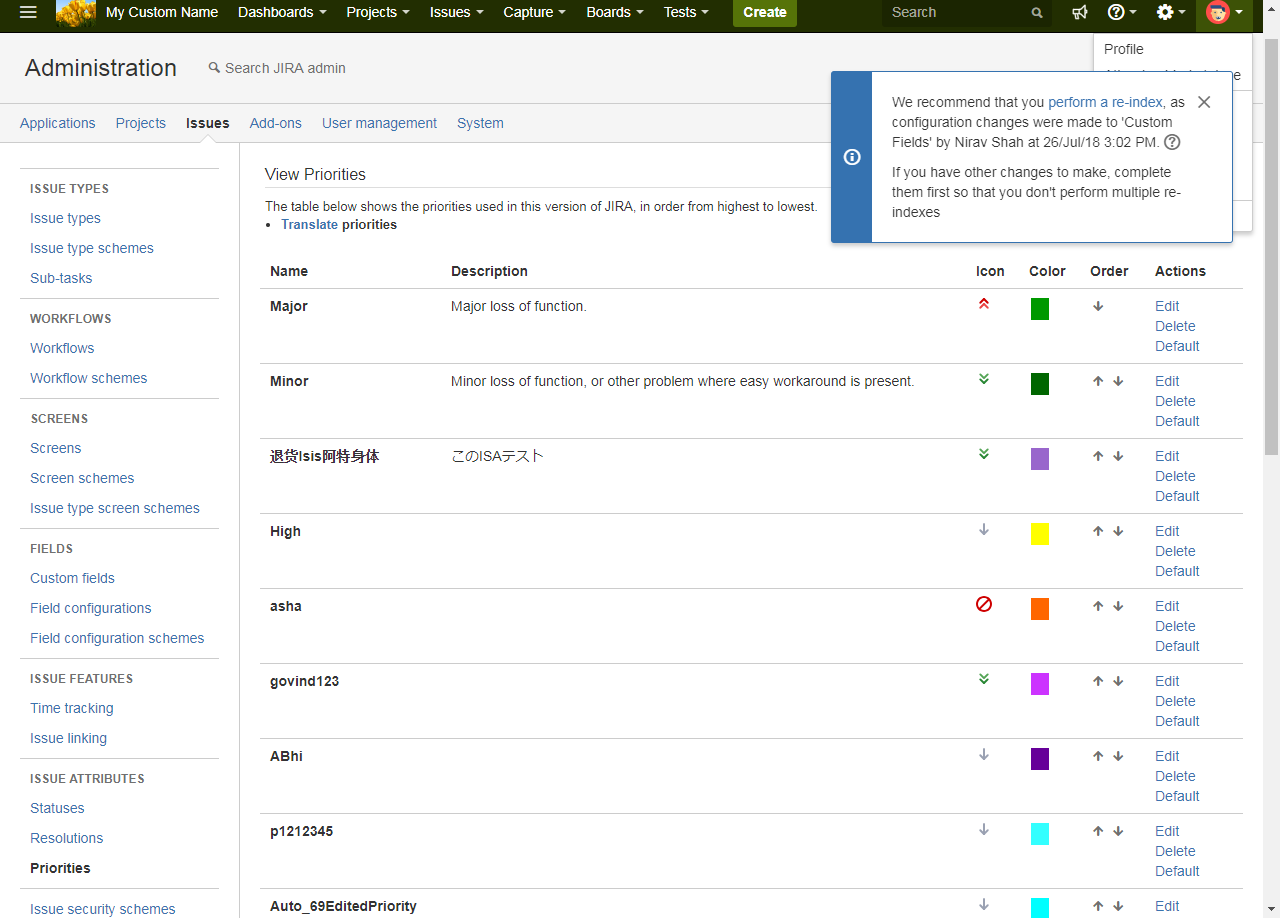 My Custom Name Dashboards Projects Issues Capture Boards Tests Create Search
Administration
Search JIRA admin
Profile
Applications Projects Issues Add-ons User management System
We recommend that you perform a re-index, as
configuration changes were made to 'Custom
Fields' by Nirav Shah at 26/Jul/18 3:02 PM.
If you have other changes to make, complete
them first so that you don't perform multiple re-
indexes
ISSUE TYPES
Issue types
Issue type schemes
Sub-tasks
WORKFLOWS
Workflows
Workflow schemes
SCREENS
Screens
Screen schemes
Issue type screen schemes
FIELDS
Custom fields
Field configurations
Field configuration schemes
ISSUE FEATURES
Time tracking
Issue linking
ISSUE ATTRIBUTES
Statuses
Resolutions
Priorities
Issue security schemes
View Priorities
The table below shows the priorities used in this version of JIRA, in order from highest to lowest.
• Translate priorities
Name Description Icon Color Order Actions
Major Major loss of function. Edit
Delete
Default
Minor Minor loss of function, or other problem where easy workaround is present. Edit
Delete
Default
退货Isis阿特身体 このISAテスト Edit
Delete
Default
High Edit
Delete
Default
asha Edit
Delete
Default
govind123 Edit
Delete
Default
ABhi Edit
Delete
Default
p1212345 Edit
Delete
Default
Auto_69EditedPriority Edit